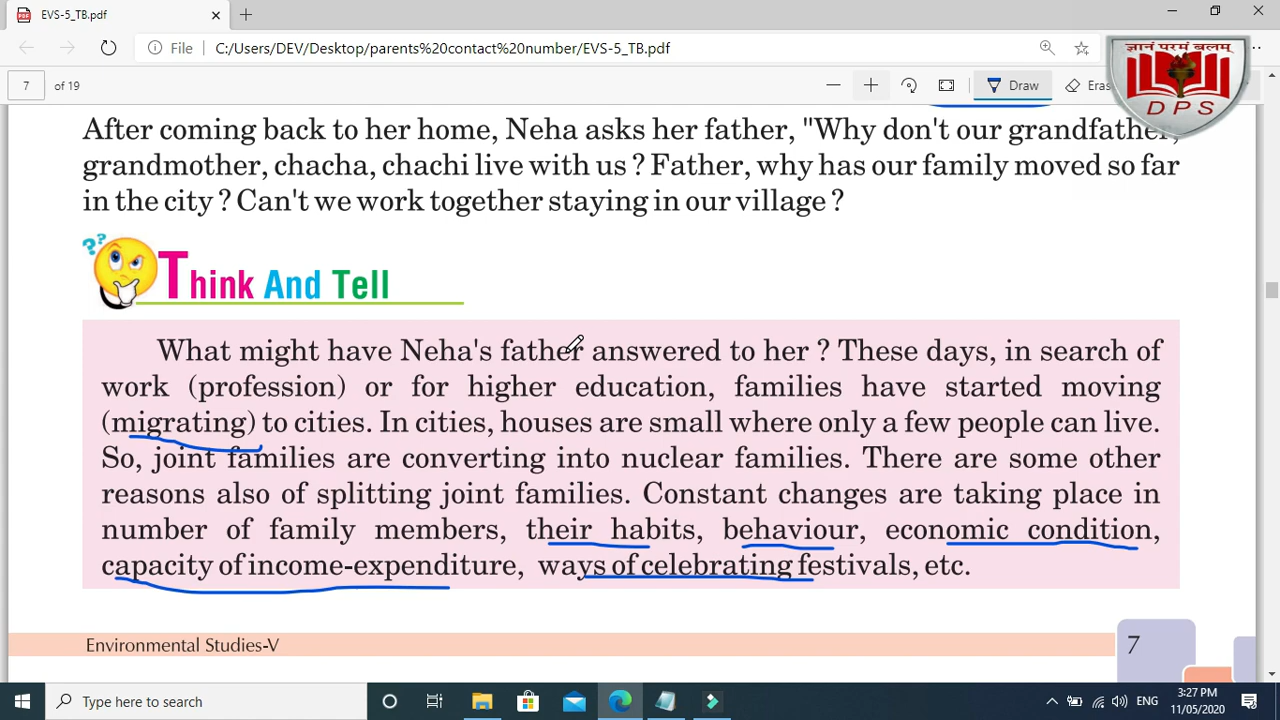 EVS-5_TB.pdf
File C:/Users/DEV/Desktop/parents%20contact%20number/EVS-5_TB.pdf
ज्ञानं परमं बलम्
7 of 19 Draw Eras
DPS
After coming back to her home, Neha asks her father, "Why don't our grandfather,
grandmother, chacha, chachi live with us ? Father, why has our family moved so far
in the city ? Can't we work together staying in our village ?
??
Think And Tell
What might have Neha's father answered to her ? These days, in search of
work (profession) or for higher education, families have started moving
(migrating) to cities. In cities, houses are small where only a few people can live.
So, joint families are converting into nuclear families. There are some other
reasons also of splitting joint families. Constant changes are taking place in
number of family members, their habits, behaviour, economic condition,
capacity of income-expenditure, ways of celebrating festivals, etc.
Environmental Studies-V 7
Type here to search
ENG
3:27 PM
11/05/2020